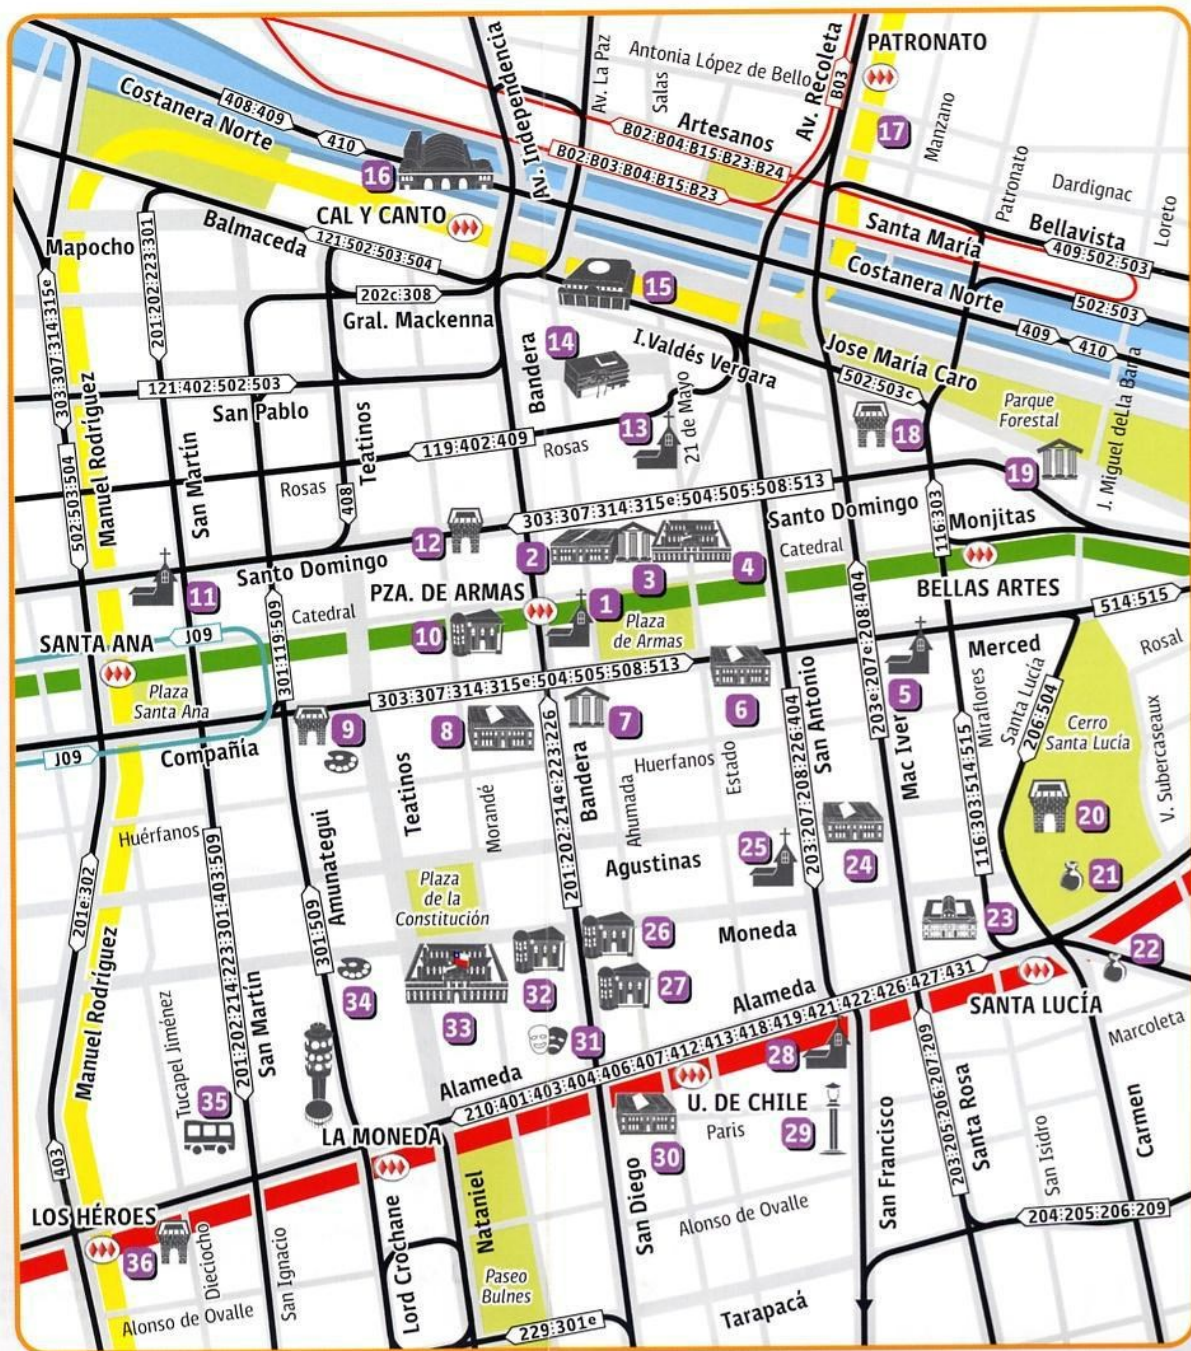 PATRONATO
Av. Independencia
Av. La Paz
Antonia López de Bello
Salas
Av. Recoleta
B03
Costanera Norte
408:409
410
Artesanos
B02:B04:B15:B23:B24
B02:B03:B04:B15:B23
17
Manzano
Patronato
Dardignac
Loreto
16
CAL Y CANTO
Mapocho
Balmaceda
121:502:503:504
201:202:223:301
Santa María
Bellavista
409:502:503
Costanera Norte
502:503
409
410
303:307:314:315e
202c:308
Gral. Mackenna
15
14
Bandera
I.Valdés Vergara
Jose María Caro
502:503c
Parque
Forestal
J. Miguel deLla Barra
121:402:502:503
San Pablo
Manuel Rodríguez
San Martín
Teatinos
119:402:409
Rosas
13
21 de Mayo
18
19
502:503:504
Rosas
408
303:307:314:315e:504:505:508:513
Santo Domingo
116:303
Monjitas
12
2
3
4
Catedral
Santo Domingo
11
PZA. DE ARMAS
BELLAS ARTES
514:515
SANTA ANA
J09
301:119:509
Catedral
10
1
Plaza
de Armas
203e:207e:208:404
Merced
Rosal
Plaza
Santa Ana
303:307:314:315e:504:505:508:513
5
6
San Antonio
Santa Lucía
206:504
Miraflores
Cerro
Santa Lucía
J09
Compañía
9
8
7
Teatinos
Morandé
201:202:214e:223:226
Bandera
Huerfanos
Ahumada
Estado
203:207:208:226:404
Mac Iver
116:303:514:515
V. Subercaseaux
20
21
Huérfanos
Amunategui
Agustinas
25
24
Plaza
de la
Constitución
201e:302
201:202:214:223:301:403:509
301:509
26
Moneda
23
22
Manuel Rodríguez
34
32
27
33
31
Alameda
SANTA LUCÍA
Tucapel Jiménez
San Martín
210:401:403:404:406:407:412:413:418:419:421:422:426:427:431
28
Marcoleta
35
Alameda
U. DE CHILE
Paris
29
30
LA MONEDA
403
San Francisco
203:205:206:207:209
Santa Rosa
San Isidro
Carmen
LOS HÉROES
36
Dieciocho
San Ignacio
Lord Crochane
Nataniel
San Diego
Alonso de Ovalle
204:205:206:209
Alonso de Ovalle
Paseo
Bulnes
229:301e
Tarapacá